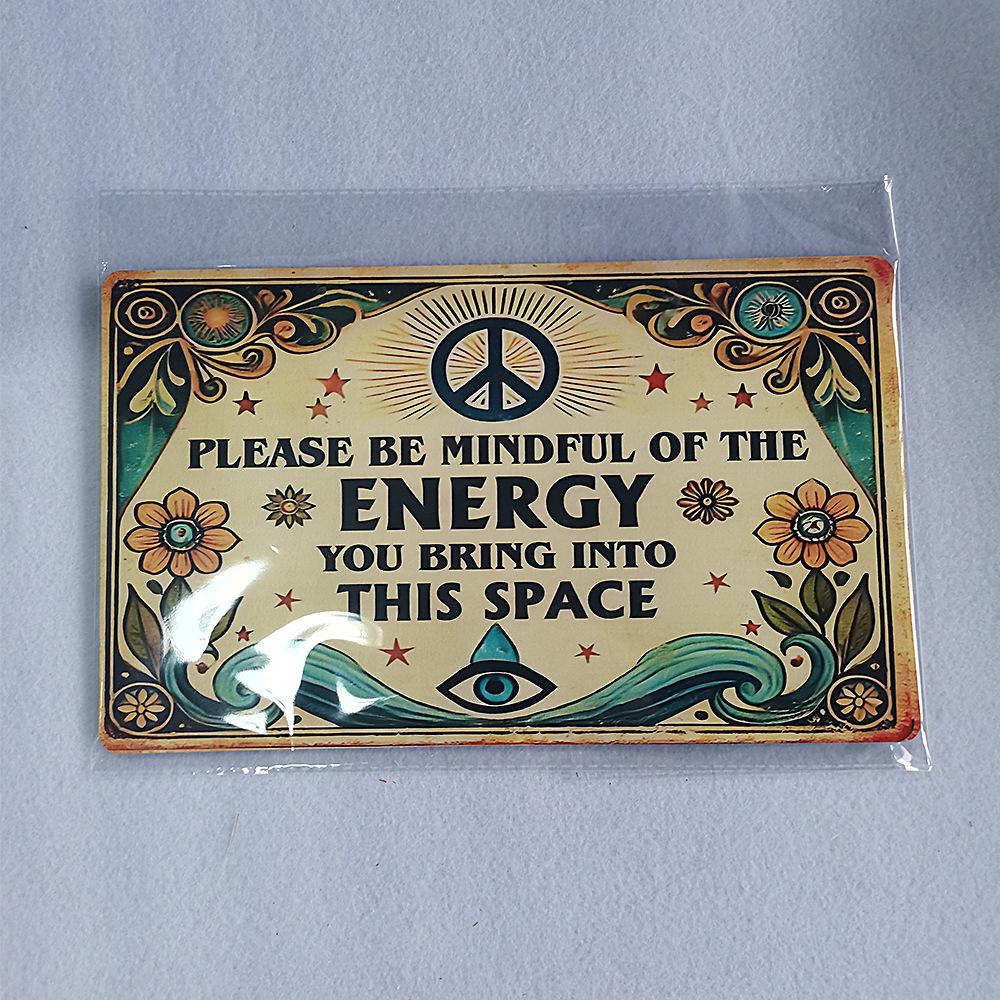 PLEASE BE MINDFUL OF THE
ENERGY
YOU BRING INTO
THIS SPACE